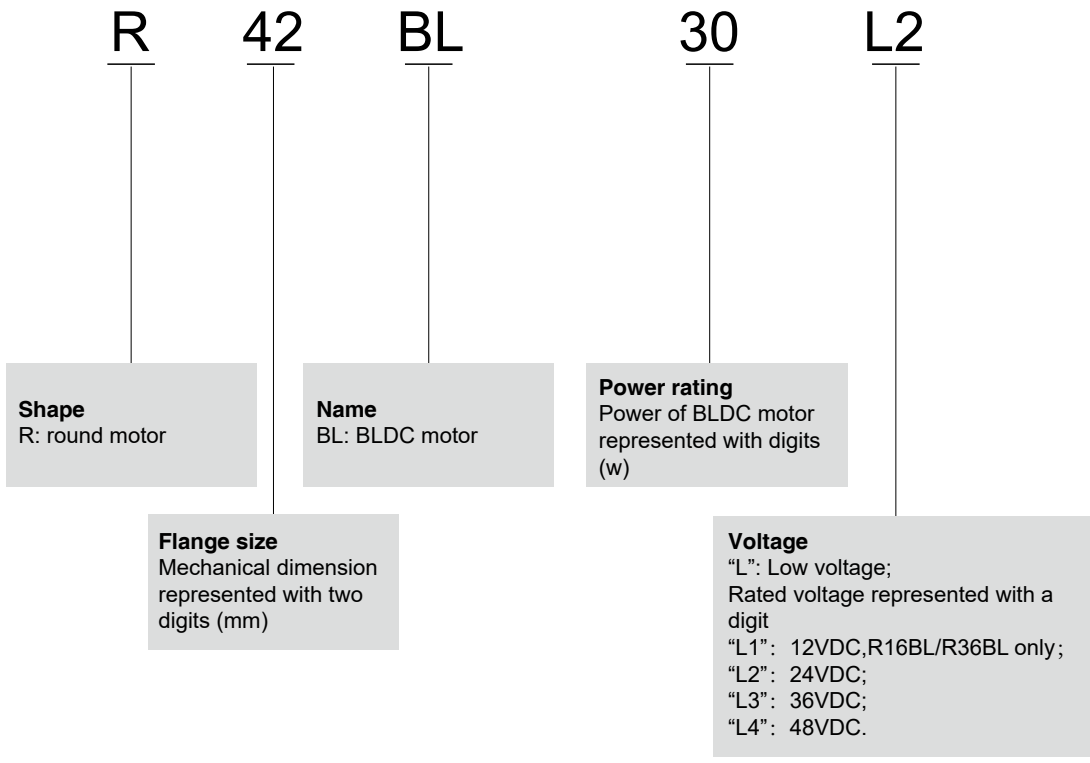 R 42 BL 30 L2
Shape
R: round motor
Name
BL: BLDC motor
Power rating
Power of BLDC motor
represented with digits
(w)
Flange size
Mechanical dimension
represented with two
digits (mm)
Voltage
“L”: Low voltage;
Rated voltage represented with a
digit
“L1”： 12VDC,R16BL/R36BL only；
“L2”： 24VDC;
“L3”： 36VDC;
“L4”： 48VDC.